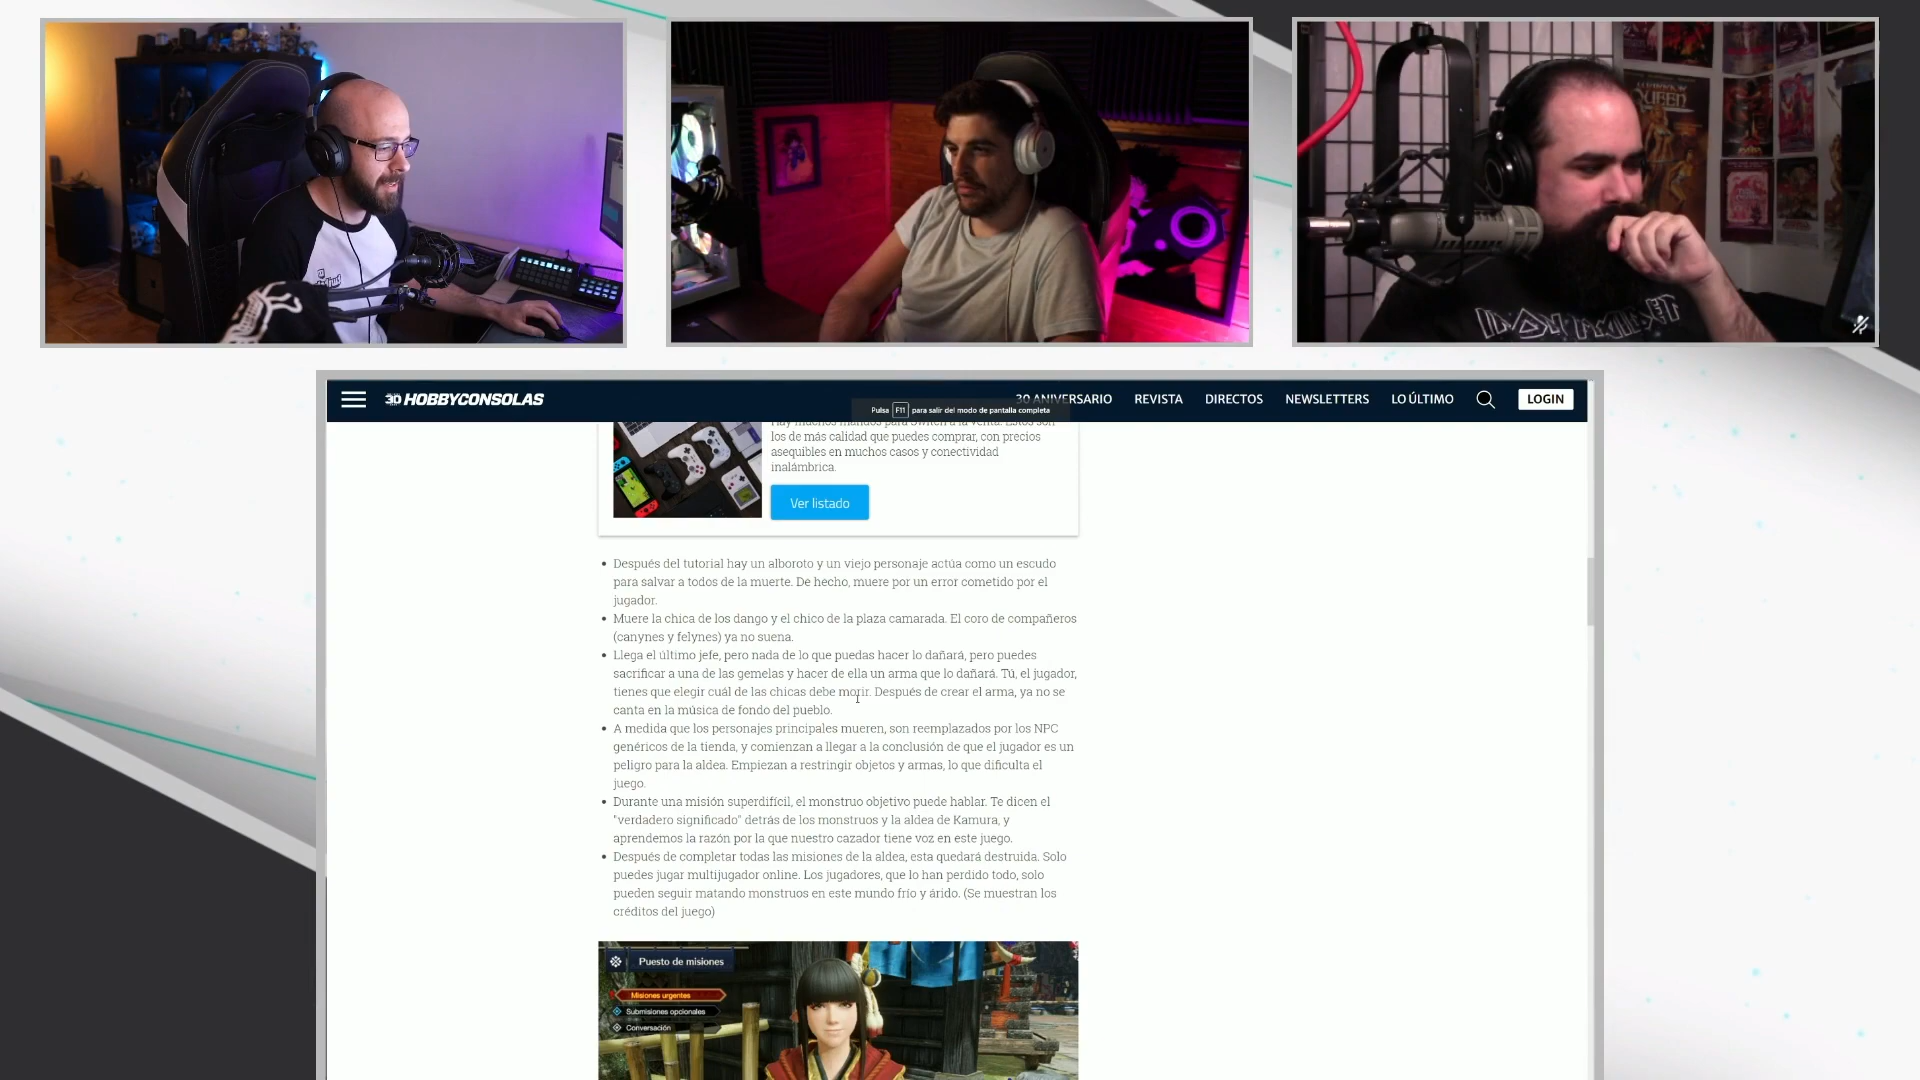 QUEEN
IRON MAIDEN
30 HOBBYCONSOLAS
30 ANIVERSARIO
REVISTA
DIRECTOS
NEWSLETTERS
LO ÚLTIMO
LOGIN
Pulsa F11 para salir del modo de pantalla completa
Hay muchos mandos para Switch a la venta. Estos son
los de más calidad que puedes comprar, con precios
asequibles en muchos casos y conectividad
inalámbrica.
Ver listado
• Después del tutorial hay un alboroto y un viejo personaje actúa como un escudo
para salvar a todos de la muerte. De hecho, muere por un error cometido por el
jugador.
• Muere la chica de los dango y el chico de la plaza camarada. El coro de compañeros
(canynes y felynes) ya no suena.
• Llega el último jefe, pero nada de lo que puedas hacer lo dañará, pero puedes
sacrificar a una de las gemelas y hacer de ella un arma que lo dañará. Tú, el jugador,
tienes que elegir cuál de las chicas debe morir. Después de crear el arma, ya no se
canta en la música de fondo del pueblo.
• A medida que los personajes principales mueren, son reemplazados por los NPC
genéricos de la tienda, y comienzan a llegar a la conclusión de que el jugador es un
peligro para la aldea. Empiezan a restringir objetos y armas, lo que dificulta el
juego.
• Durante una misión superdifícil, el monstruo objetivo puede hablar. Te dicen el
"verdadero significado" detrás de los monstruos y la aldea de Kamura, y
aprendemos la razón por la que nuestro cazador tiene voz en este juego.
• Después de completar todas las misiones de la aldea, esta quedará destruida. Solo
puedes jugar multijugador online. Los jugadores, que lo han perdido todo, solo
pueden seguir matando monstruos en este mundo frío y árido. (Se muestran los
créditos del juego)
Puesto de misiones
Misiones urgentes
Submisiones opcionales
Conversación